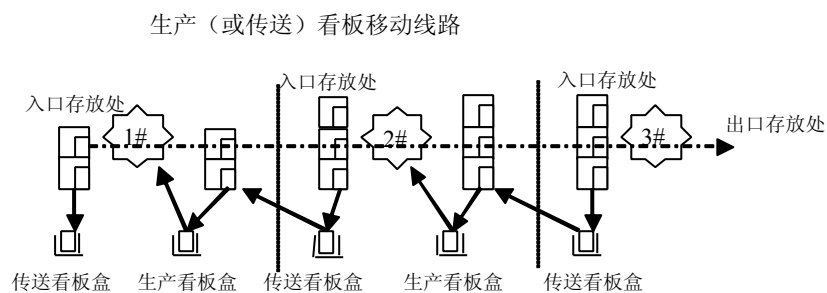 生产（或传送）看板移动线路
入口存放处
入口存放处
入口存放处
1#
2#
3#
出口存放处
传送看板盒
生产看板盒
传送看板盒
生产看板盒
传送看板盒